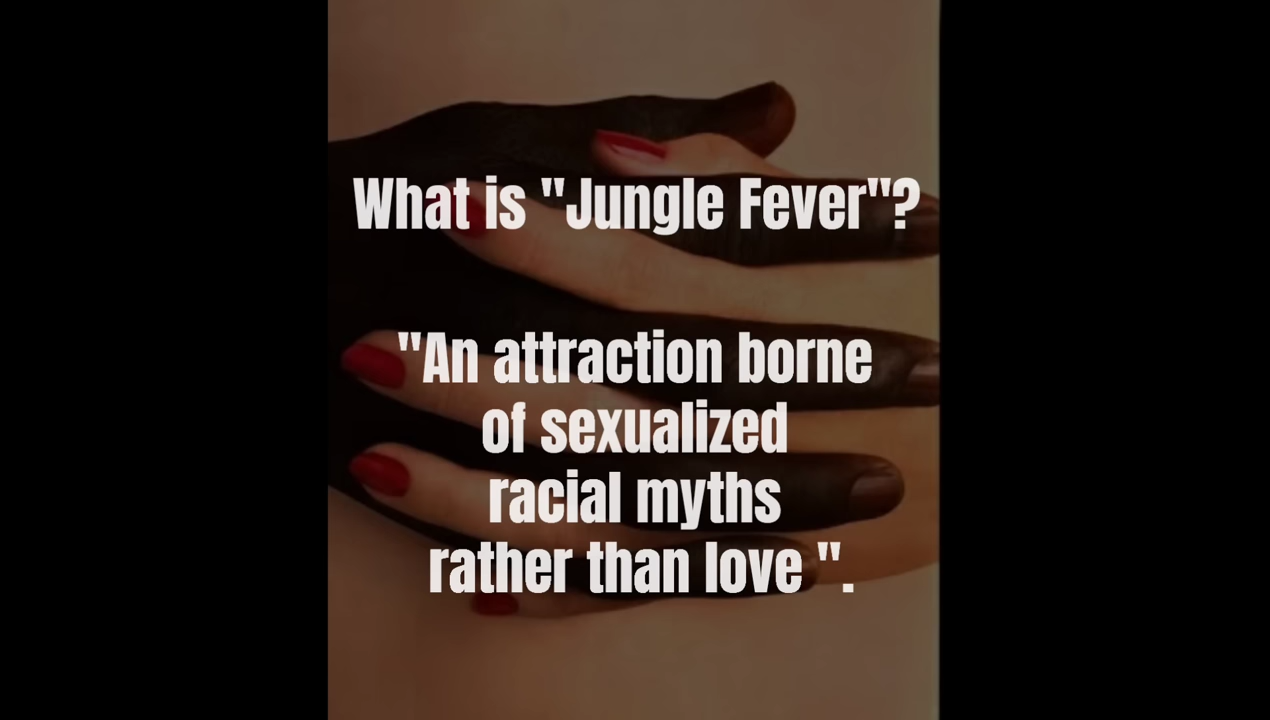 What is "Jungle Fever"?
"An attraction borne
of sexualized
racial myths
rather than love ".